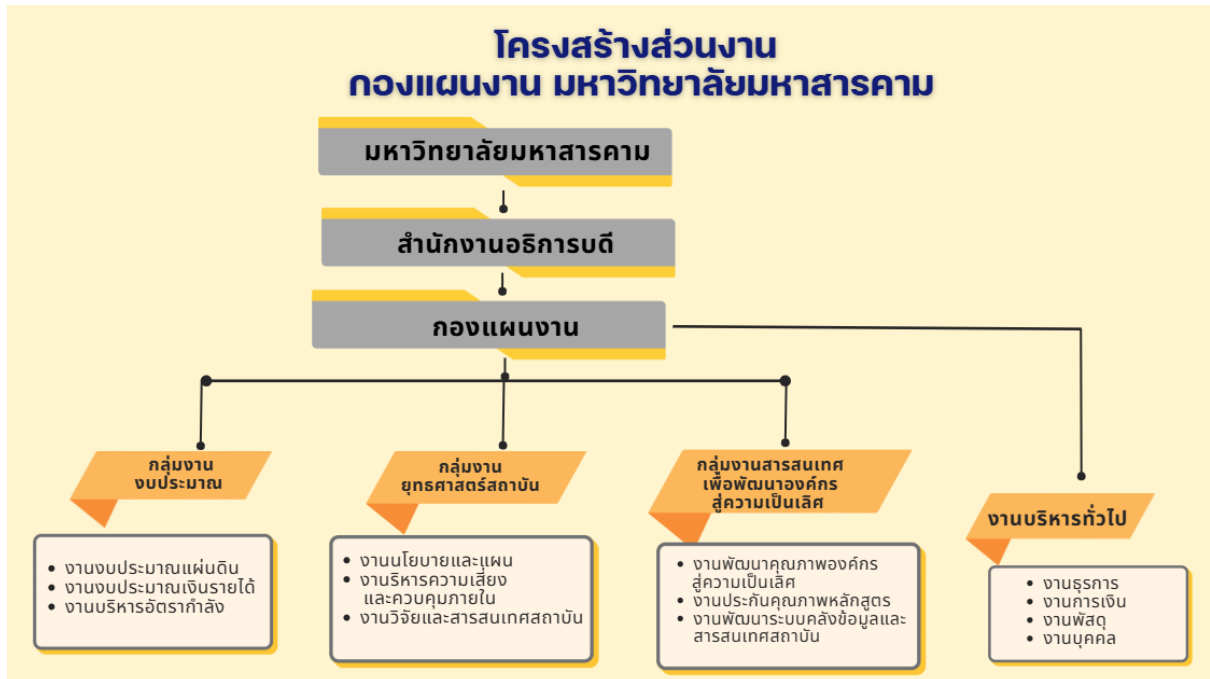 โครงสร้างส่วนงาน
กองแผนงาน มหาวิทยาลัยมหาสารคาม
มหาวิทยาลัยมหาสารคาม
สำนักงานอธิการบดี
กองแผนงาน
กลุ่มงาน
งบประมาณ
• งานงบประมาณแผ่นดิน
• งานงบประมาณเงินรายได้
• งานบริหารอัตรากำลัง
กลุ่มงาน
ยุทธศาสตร์สถาบัน
• งานนโยบายและแผน
• งานริหารความเสี่ยง
และควบคุมภายใน
• งานวิจัยและสารสนเทศสถาบัน
กลุ่มงานสารสนเทศ
เพื่อพัฒนาองค์กร
สู่ความเป็นเลิศ
• งานพัฒนาคุณภาพองค์กร
สู่ความเป็นเลิศ
• งานประกันคุณภาพหลักสูตร
• งานพัฒนาระบบคลังข้อมูลและ
สารสนเทศสถาบัน
งานบริหารทั่วไป
• งานธุรการ
• งานการเงิน
• งานพัสดุ
• งานบุคคล